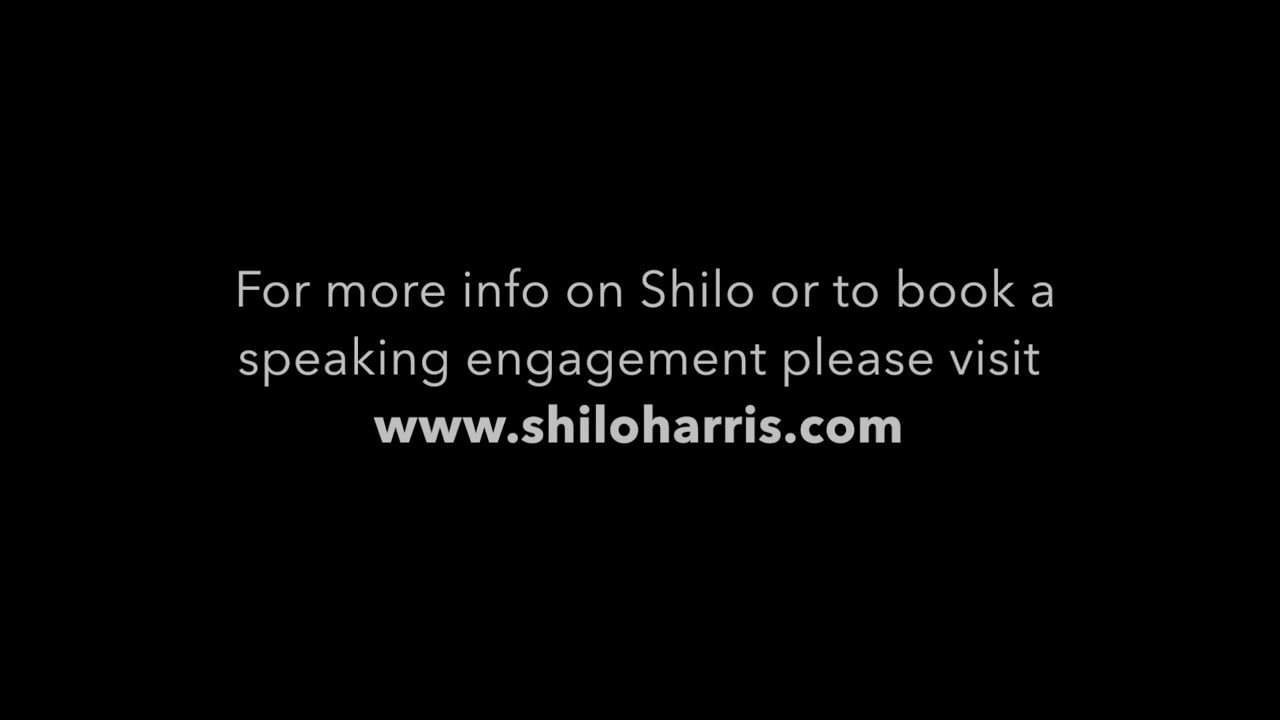 For more info on Shilo or to book a
speaking engagement please visit
www.shiloharris.com